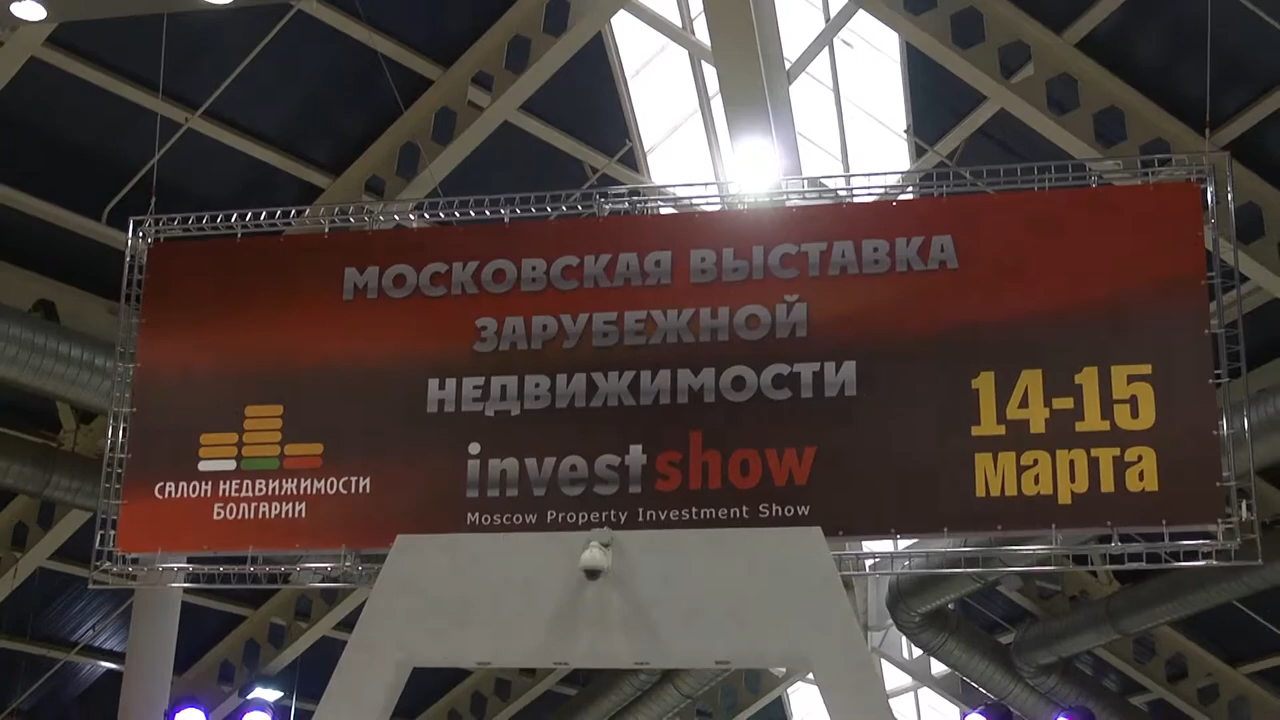 МОСКОВСКАЯ ВЫСТАВКА
ЗАРУБЕЖНОЙ
НЕДВИЖИМОСТИ
investshow
Moscow Property Investment Show
САЛОН НЕДВИЖИМОСТИ
БОЛГАРИИ
14-15
марта